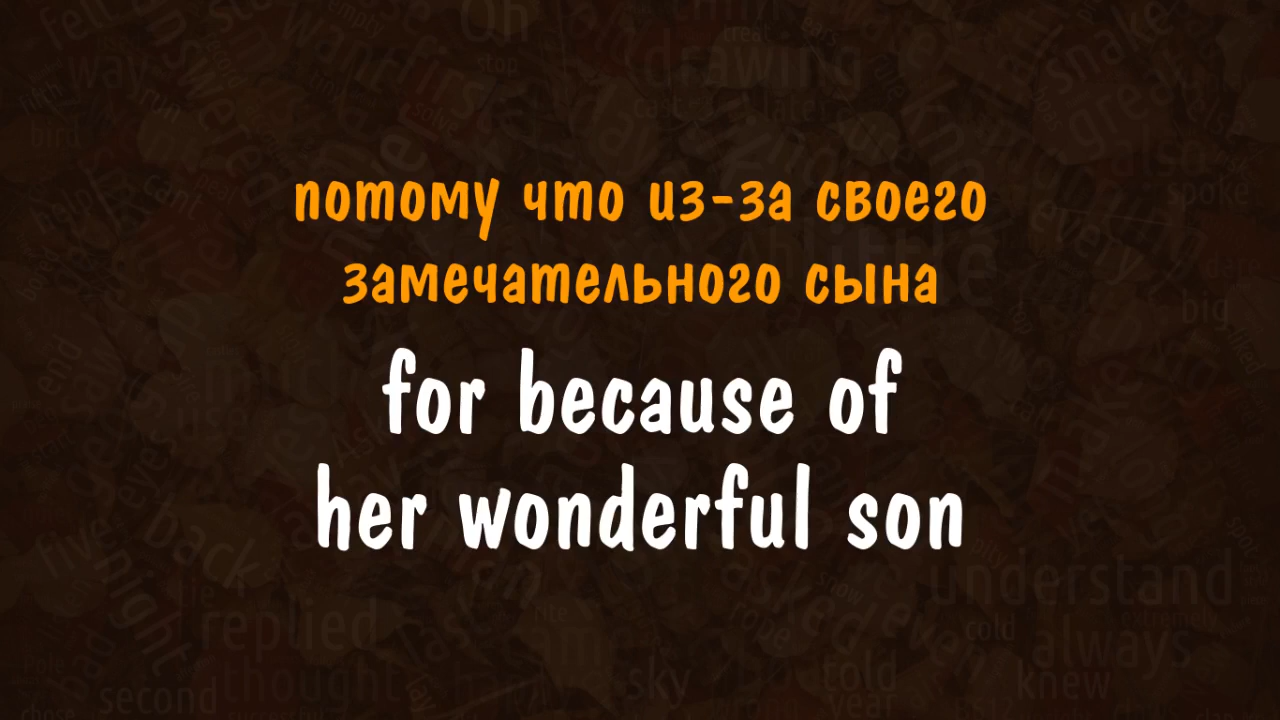 потому что из-за своего
замечательного сына
for because of
her wonderful son